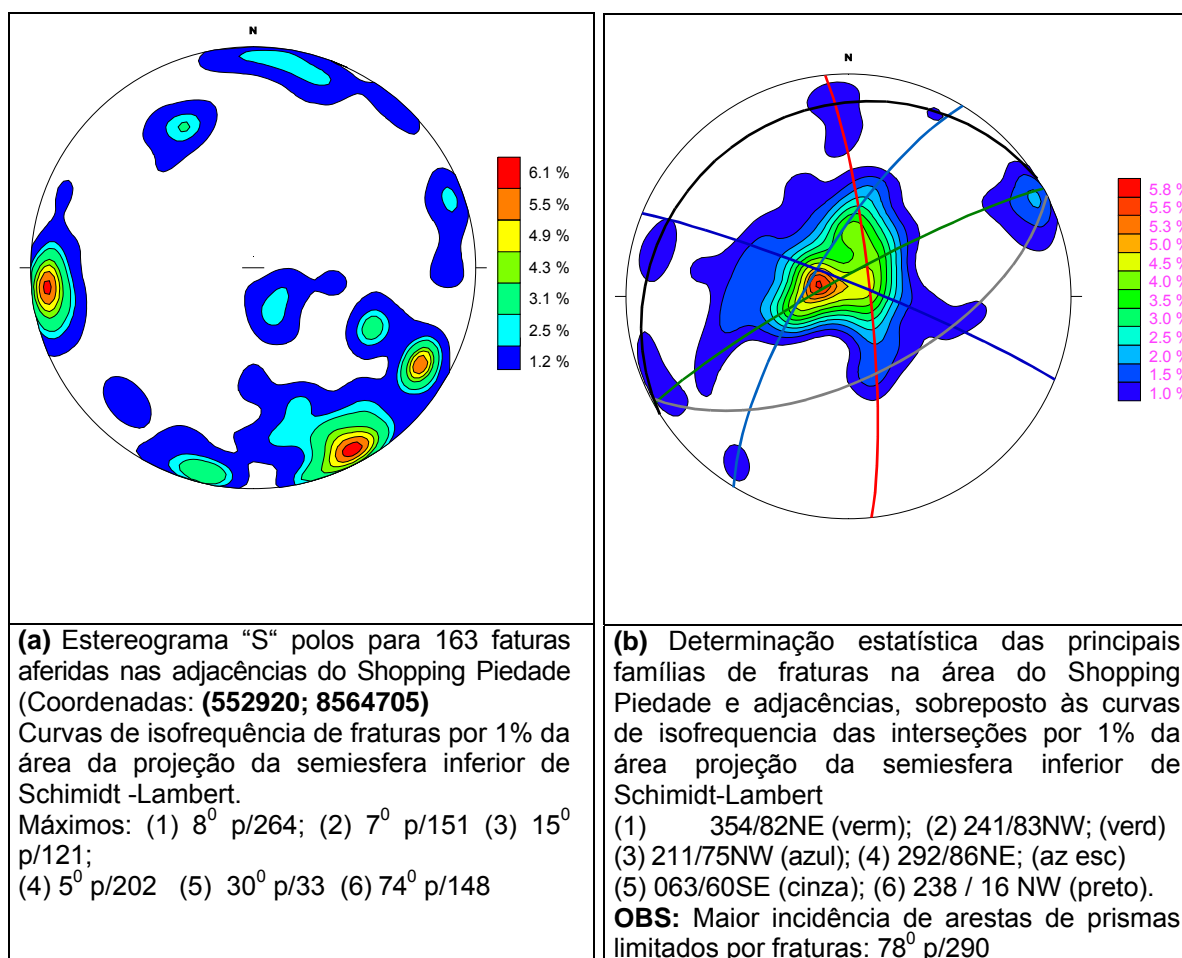 N
6.1 %
5.5 %
4.9 %
4.3 %
3.1 %
2.5 %
1.2 %
N
5.8 %
5.5 %
5.3 %
5.0 %
4.5 %
4.0 %
3.5 %
3.0 %
2.5 %
2.0 %
1.5 %
1.0 %
(a) Estereograma “S“ polos para 163 faturas
aferidas nas adjacências do Shopping Piedade
(Coordenadas: (552920; 8564705)
Curvas de isofrequência de fraturas por 1% da
área da projeção da semiesfera inferior de
Schimidt -Lambert.
Máximos: (1) 8⁰ p/264; (2) 7⁰ p/151 (3) 15⁰
p/121;
(4) 5⁰ p/202 (5) 30⁰ p/33 (6) 74⁰ p/148
(b) Determinação estatística das principais
famílias de fraturas na área do Shopping
Piedade e adjacências, sobreposto às curvas
de isofrequencia das interseções por 1% da
área projeção da semiesfera inferior de
Schimidt-Lambert
(1) 354/82NE (verm); (2) 241/83NW; (verd)
(3) 211/75NW (azul); (4) 292/86NE; (az esc)
(5) 063/60SE (cinza); (6) 238 / 16 NW (preto).
OBS: Maior incidência de arestas de prismas
limitados por fraturas: 78⁰ p/290